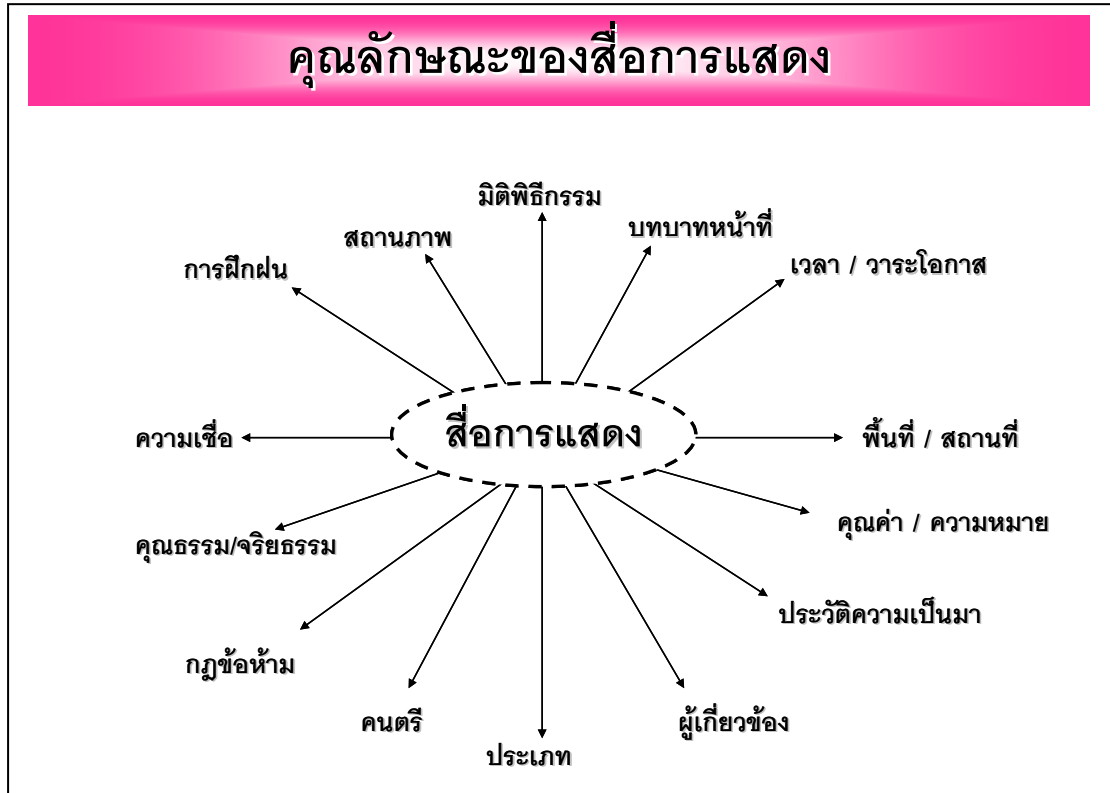 คุณลักษณะของสื่อการแสดง
มิติพิธีกรรม
บทบาทหน้าที่
สถานภาพ
เวลา / วาระโอกาส
การฝึกฝน
สื่อการแสดง
ความเชื่อ
พื้นที่ / สถานที่
คุณค่า / ความหมาย
คุณธรรม/จริยธรรม
ประวัติความเป็นมา
กฎข้อห้าม
คนตรี
ผู้เกี่ยวข้อง
ประเภท